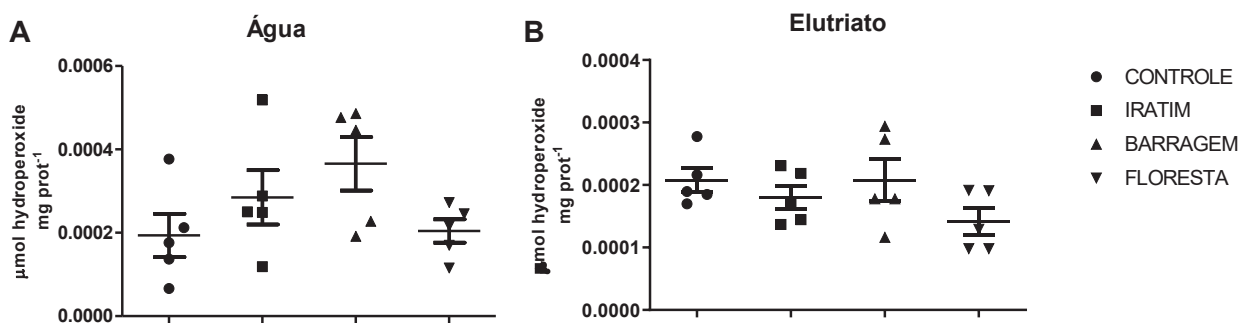 A
Água
µmol hydroperoxide
mg prot⁻¹
0.0006
0.0004
0.0002
0.0000
B
Elutriato
µmol hydroperoxide
mg prot⁻¹
0.0004
0.0003
0.0002
0.0001
0.0000
CONTROLE
IRATIM
BARRAGEM
FLORESTA